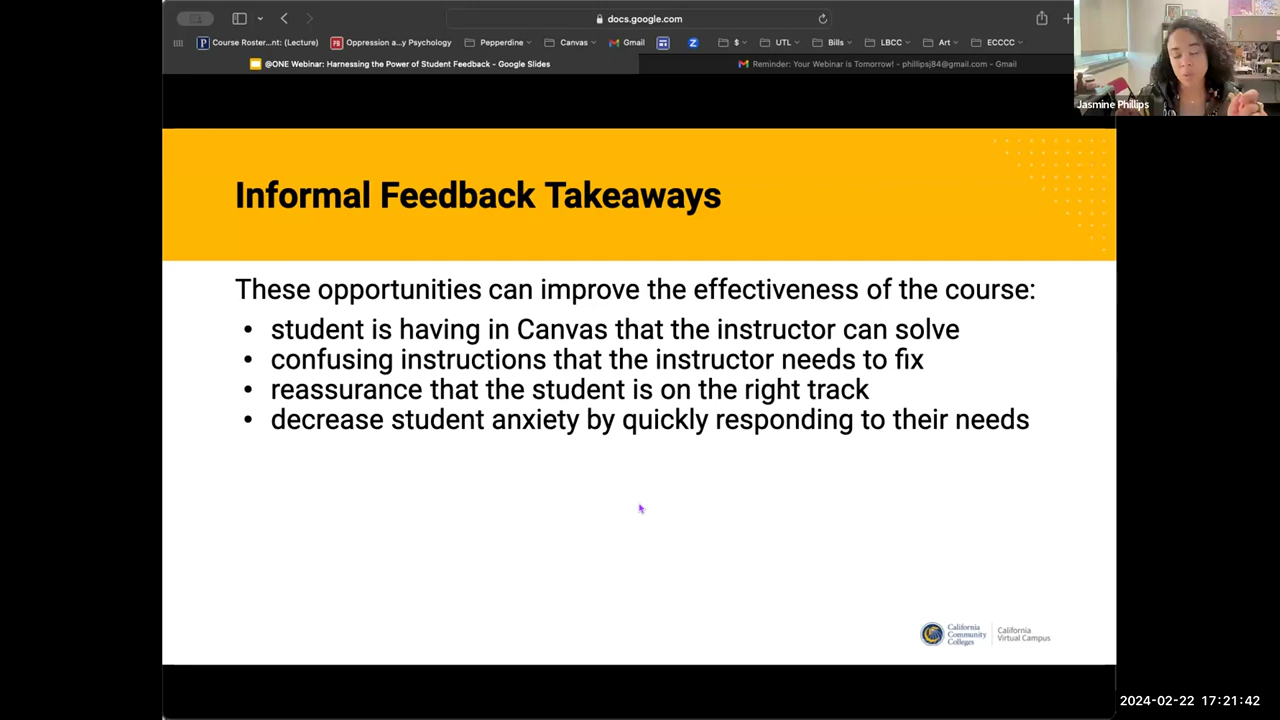 docs.google.com
Course Roster...nt: (Lecture) Oppression a...y Psychology Pepperdine Canvas Gmail $ UTL Bills LBCC Art ECCCC
@ONE Webinar: Harnessing the Power of Student Feedback - Google Slides
Reminder: Your Webinar is Tomorrow! - phillipsj84@gmail.com - Gmail
Jasmine Phillips
Informal Feedback Takeaways
These opportunities can improve the effectiveness of the course:
• student is having in Canvas that the instructor can solve
• confusing instructions that the instructor needs to fix
• reassurance that the student is on the right track
• decrease student anxiety by quickly responding to their needs
California
Community
Colleges
California
Virtual Campus
2024-02-22 17:21:42